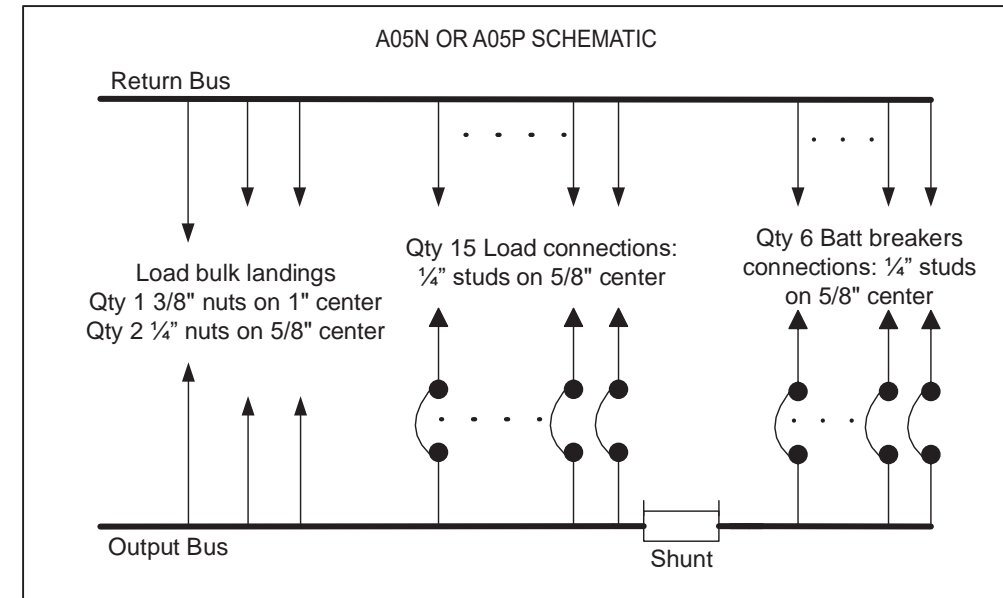 A05N OR A05P SCHEMATIC
Return Bus
Load bulk landings
Qty 1 3/8" nuts on 1" center
Qty 2 ¼” nuts on 5/8" center
Qty 15 Load connections:
¼” studs on 5/8" center
Qty 6 Batt breakers
connections: ¼” studs
on 5/8" center
Output Bus
Shunt